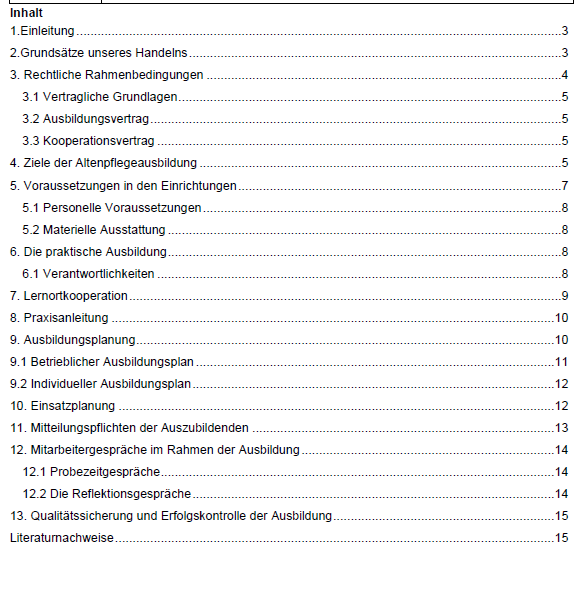 Inhalt
1.Einleitung 3
2.Grundsätze unseres Handelns 3
3. Rechtliche Rahmenbedingungen 4
3.1 Vertragliche Grundlagen 5
3.2 Ausbildungsvertrag 5
3.3 Kooperationsvertrag 5
4. Ziele der Altenpflegeausbildung 5
5. Voraussetzungen in den Einrichtungen 7
5.1 Personelle Voraussetzungen 8
5.2 Materielle Ausstattung 8
6. Die praktische Ausbildung 8
6.1 Verantwortlichkeiten 8
7. Lernortkooperation 9
8. Praxisanleitung 10
9. Ausbildungsplanung 10
9.1 Betrieblicher Ausbildungsplan 11
9.2 Individueller Ausbildungsplan 12
10. Einsatzplanung 12
11. Mitteilungspflichten der Auszubildenden 13
12. Mitarbeitergespräche im Rahmen der Ausbildung 14
12.1 Probezeitgespräche 14
12.2 Die Reflektionsgespräche 14
13. Qualitätssicherung und Erfolgskontrolle der Ausbildung 15
Literaturnachweise 15